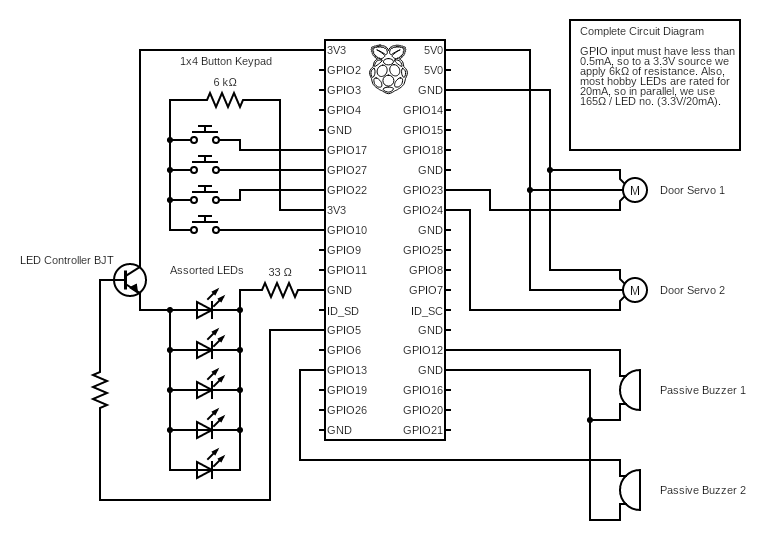 Complete Circuit Diagram
GPIO input must have less than
0.5mA, so to a 3.3V source we
apply 6kΩ of resistance. Also,
most hobby LEDs are rated for
20mA, so in parallel, we use
165Ω / LED no. (3.3V/20mA).
1x4 Button Keypad
6 kΩ
LED Controller BJT
Assorted LEDs
33 Ω
3V3
GPIO2
GPIO3
GPIO4
GND
GPIO17
GPIO27
GPIO22
3V3
GPIO10
GPIO9
GPIO11
GND
ID_SD
GPIO5
GPIO6
GPIO13
GPIO19
GPIO26
GND
5V0
5V0
GND
GPIO14
GPIO15
GPIO18
GND
GPIO23
GPIO24
GND
GPIO25
GPIO8
GPIO7
ID_SC
GND
GPIO12
GND
GPIO16
GPIO20
GPIO21
M
Door Servo 1
M
Door Servo 2
Passive Buzzer 1
Passive Buzzer 2